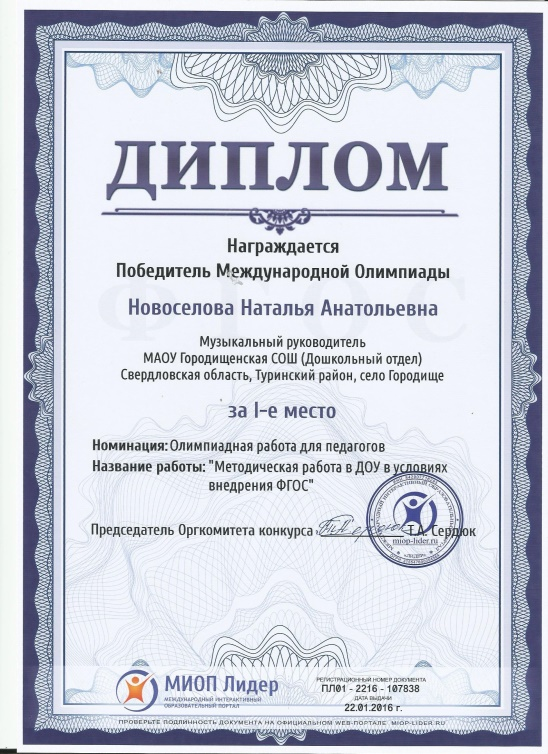 ДИПЛОМ
Награждается
Победитель Международной Олимпиады
Новоселова Наталья Анатольевна
ФГОС
Музыкальный руководитель
МАОУ Городищенская СОШ (Дошкольный отдел)
Свердловская область, Туринский район, село Городище
за I-е место
Номинация: Олимпиадная работа для педагогов
Название работы: "Методическая работа в ДОУ в условиях
внедрения ФГОС"
Председатель Оргкомитета конкурса
Т.А. Сердюк
miop-lider.ru
«ЛИДЕР»
МИОП Лидер
МЕЖДУНАРОДНЫЙ ИНТЕРАКТИВНЫЙ
ОБРАЗОВАТЕЛЬНЫЙ ПОРТАЛ
РЕГИСТРАЦИОННЫЙ НОМЕР ДОКУМЕНТА
ПЛ01 - 2216 - 107838
ДАТА ВЫДАЧИ
22.01.2016 г.
ПРОВЕРИТЬ ПОДЛИННОСТЬ ДОКУМЕНТА НА ОФИЦИАЛЬНОМ WEB-ПОРТАЛЕ MIOP-LIDER.RU